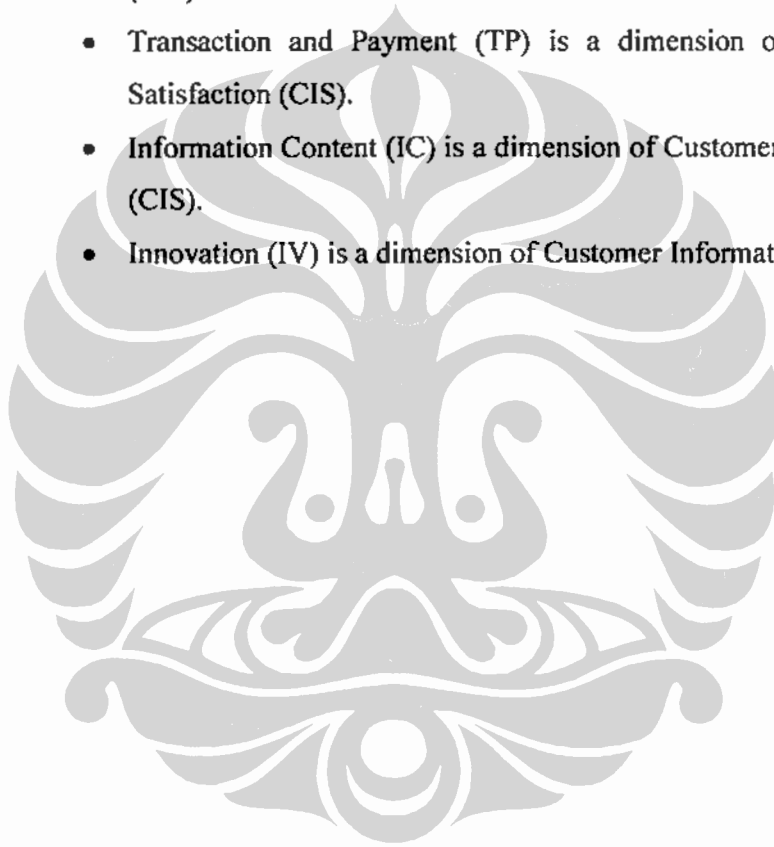 • Transaction and Payment (TP) is a dimension o
Satisfaction (CIS).
• Information Content (IC) is a dimension of Customer
(CIS).
• Innovation (IV) is a dimension of Customer Informat